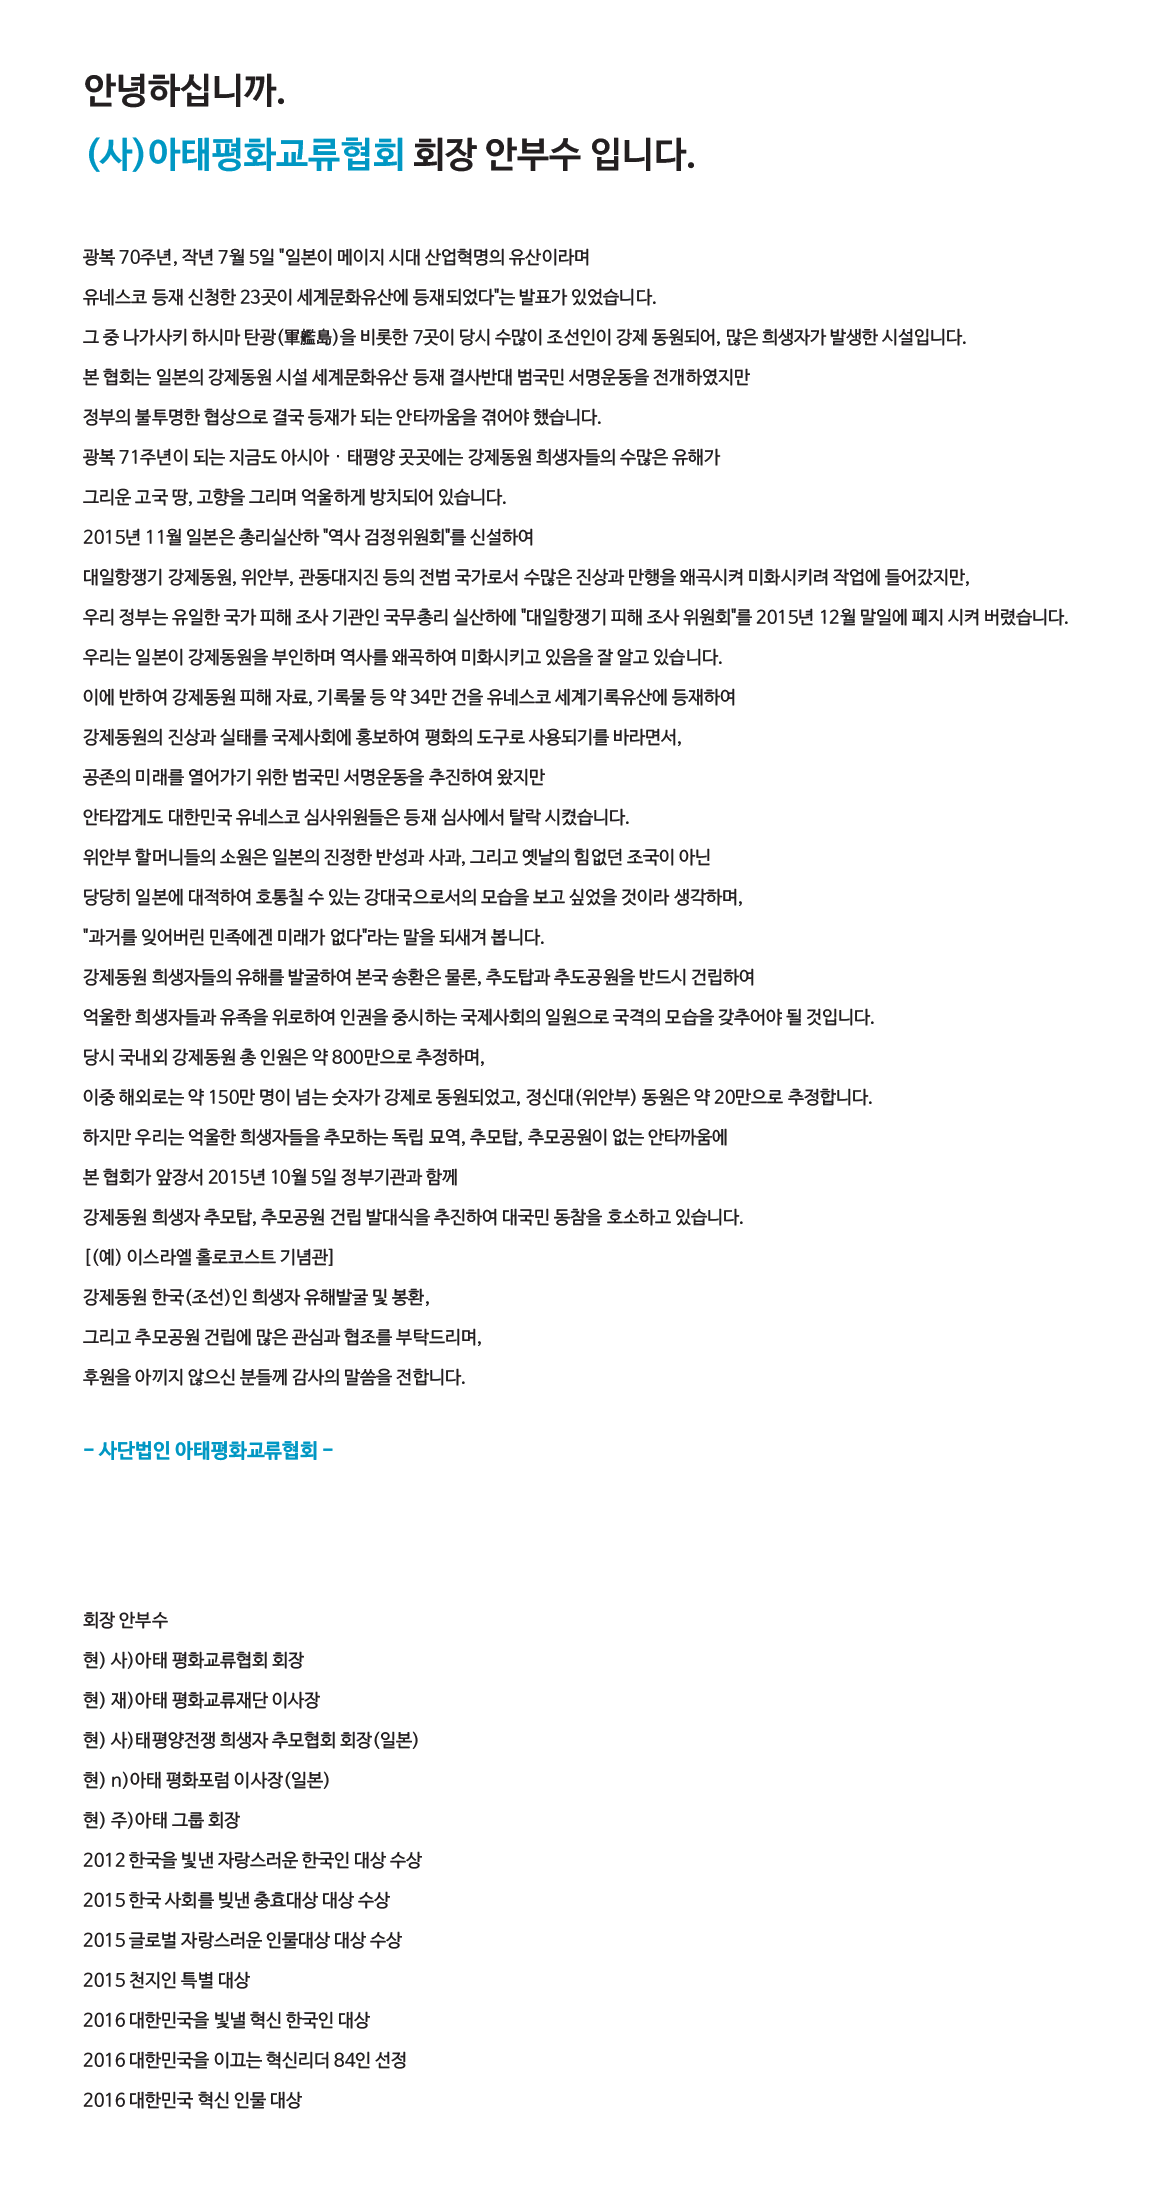 안녕하십니까.
(사)아태평화교류협회 회장 안부수 입니다.
광복 70주년, 작년 7월 5일 "일본이 메이지 시대 산업혁명의 유산이라며
유네스코 등재 신청한 23곳이 세계문화유산에 등재되었다"는 발표가 있었습니다.
그 중 나가사키 하시마 탄광(軍艦島)을 비롯한 7곳이 당시 수많이 조선인이 강제 동원되어, 많은 희생자가 발생한 시설입니다.
본 협회는 일본의 강제동원 시설 세계문화유산 등재 결사반대 범국민 서명운동을 전개하였지만
정부의 불투명한 협상으로 결국 등재가 되는 안타까움을 겪어야 했습니다.
광복 71주년이 되는 지금도 아시아 · 태평양 곳곳에는 강제동원 희생자들의 수많은 유해가
그리운 고국 땅, 고향을 그리며 억울하게 방치되어 있습니다.
2015년 11월 일본은 총리실산하 "역사 검정위원회"를 신설하여
대일항쟁기 강제동원, 위안부, 관동대지진 등의 전범 국가로서 수많은 진상과 만행을 왜곡시켜 미화시키려 작업에 들어갔지만,
우리 정부는 유일한 국가 피해 조사 기관인 국무총리 실산하에 "대일항쟁기 피해 조사 위원회"를 2015년 12월 말일에 폐지 시켜 버렸습니다.
우리는 일본이 강제동원을 부인하며 역사를 왜곡하여 미화시키고 있음을 잘 알고 있습니다.
이에 반하여 강제동원 피해 자료, 기록물 등 약 34만 건을 유네스코 세계기록유산에 등재하여
강제동원의 진상과 실태를 국제사회에 홍보하여 평화의 도구로 사용되기를 바라면서,
공존의 미래를 열어가기 위한 범국민 서명운동을 추진하여 왔지만
안타깝게도 대한민국 유네스코 심사위원들은 등재 심사에서 탈락 시켰습니다.
위안부 할머니들의 소원은 일본의 진정한 반성과 사과, 그리고 옛날의 힘없던 조국이 아닌
당당히 일본에 대적하여 호통칠 수 있는 강대국으로서의 모습을 보고 싶었을 것이라 생각하며,
"과거를 잊어버린 민족에겐 미래가 없다"라는 말을 되새겨 봅니다.
강제동원 희생자들의 유해를 발굴하여 본국 송환은 물론, 추도탑과 추도공원을 반드시 건립하여
억울한 희생자들과 유족을 위로하여 인권을 중시하는 국제사회의 일원으로 국격의 모습을 갖추어야 될 것입니다.
당시 국내외 강제동원 총 인원은 약 800만으로 추정하며,
이중 해외로는 약 150만 명이 넘는 숫자가 강제로 동원되었고, 정신대(위안부) 동원은 약 20만으로 추정합니다.
하지만 우리는 억울한 희생자들을 추모하는 독립 묘역, 추모탑, 추모공원이 없는 안타까움에
본 협회가 앞장서 2015년 10월 5일 정부기관과 함께
강제동원 희생자 추모탑, 추모공원 건립 발대식을 추진하여 대국민 동참을 호소하고 있습니다.
[(예) 이스라엘 홀로코스트 기념관]
강제동원 한국(조선)인 희생자 유해발굴 및 봉환,
그리고 추모공원 건립에 많은 관심과 협조를 부탁드리며,
후원을 아끼지 않으신 분들께 감사의 말씀을 전합니다.
- 사단법인 아태평화교류협회 -
회장 안부수
현) 사)아태 평화교류협회 회장
현) 재)아태 평화교류재단 이사장
현) 사)태평양전쟁 희생자 추모협회 회장(일본)
현) n)아태 평화포럼 이사장(일본)
현) 주)아태 그룹 회장
2012 한국을 빛낸 자랑스러운 한국인 대상 수상
2015 한국 사회를 빚낸 충효대상 대상 수상
2015 글로벌 자랑스러운 인물대상 대상 수상
2015 천지인 특별 대상
2016 대한민국을 빛낼 혁신 한국인 대상
2016 대한민국을 이끄는 혁신리더 84인 선정
2016 대한민국 혁신 인물 대상